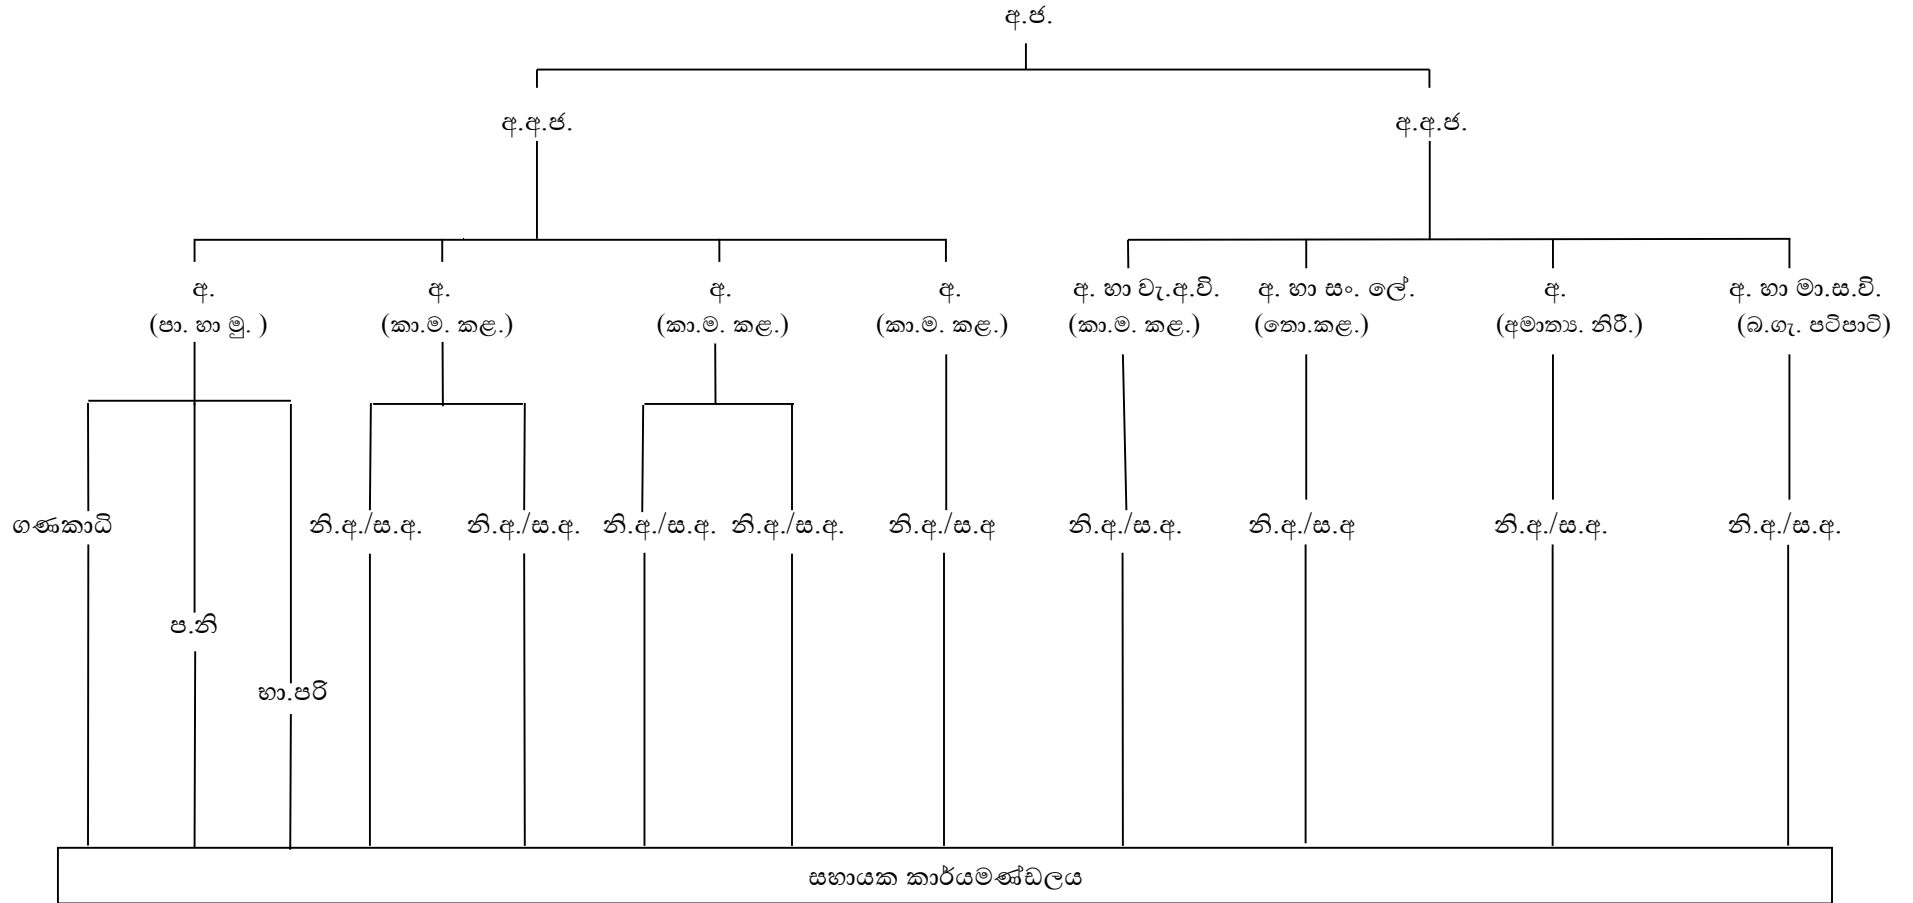 අ.ජ.
අ.අ.ජ. අ.අ.ජ.
අ. අ. අ. අ. අ. හා වැ.අ.වි. අ. හා සං. ලේ. අ. අ. හා මා.ස.වි.
(පා. හා මු. ) (කා.ම. කළ.) (කා.ම. කළ.) (කා.ම. කළ.) (කා.ම. කළ.) (තො.කළ.) (අමාත්‍ය. නිරී.) (බ.ගැ. පටිපාටි)
ගණකාධි නි.අ./ස.අ. නි.අ./ස.අ. නි.අ./ස.අ. නි.අ./ස.අ. නි.අ./ස.අ නි.අ./ස.අ. නි.අ./ස.අ නි.අ./ස.අ. නි.අ./ස.අ.
ප.නි
භා.පරි
සහායක කාර්යමණ්ඩලය